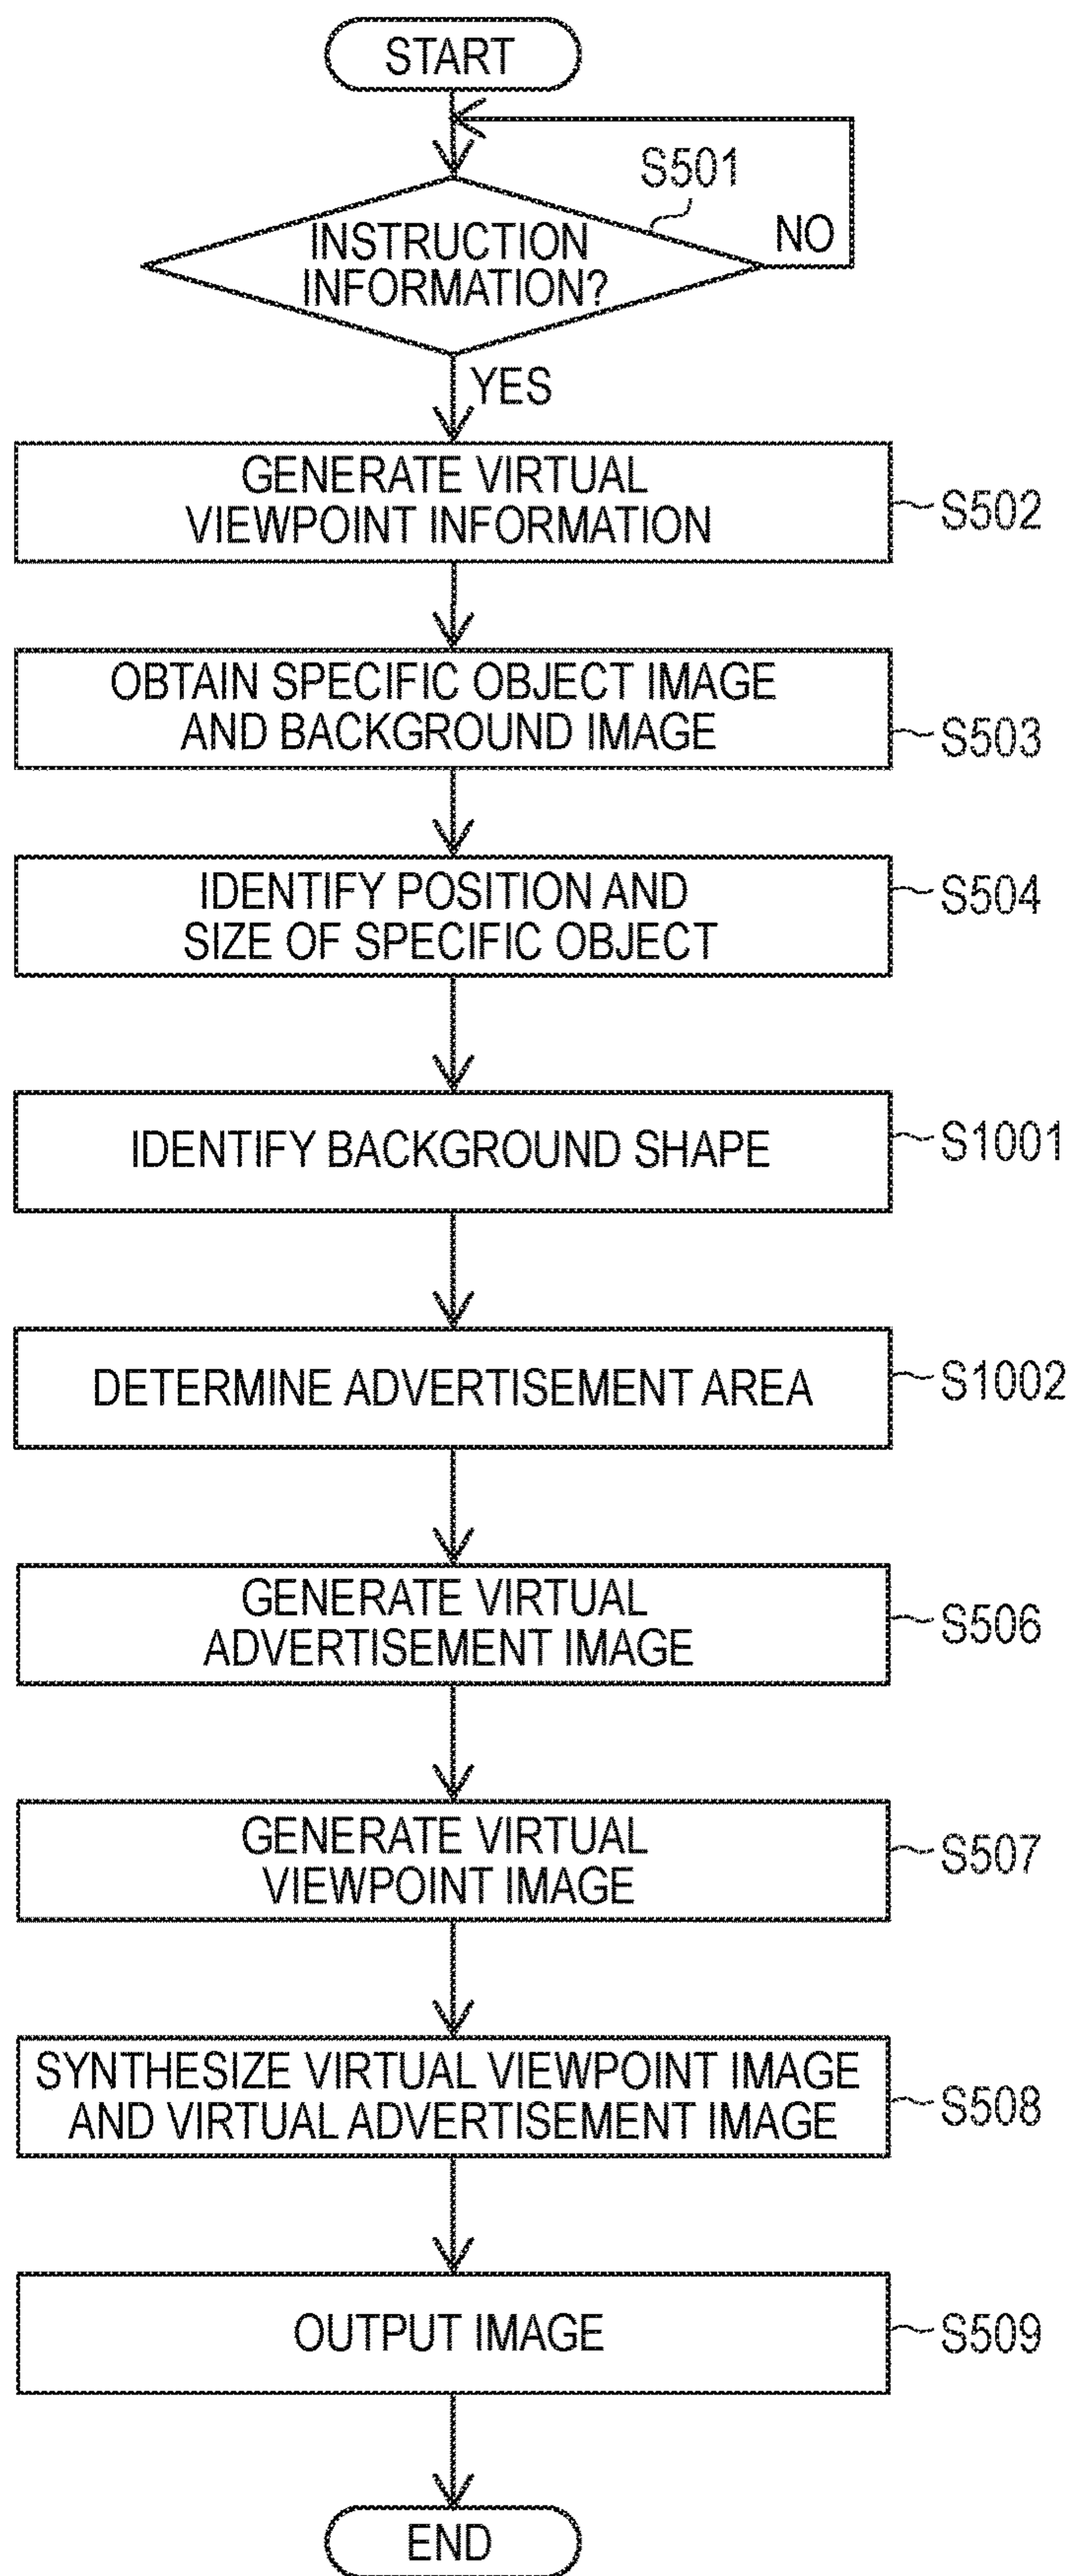 START
S501
INSTRUCTION
INFORMATION?
NO
YES
GENERATE VIRTUAL
VIEWPOINT INFORMATION
S502
OBTAIN SPECIFIC OBJECT IMAGE
AND BACKGROUND IMAGE
S503
IDENTIFY POSITION AND
SIZE OF SPECIFIC OBJECT
S504
IDENTIFY BACKGROUND SHAPE
S1001
DETERMINE ADVERTISEMENT AREA
S1002
GENERATE VIRTUAL
ADVERTISEMENT IMAGE
S506
GENERATE VIRTUAL
VIEWPOINT IMAGE
S507
SYNTHESIZE VIRTUAL VIEWPOINT IMAGE
AND VIRTUAL ADVERTISEMENT IMAGE
S508
OUTPUT IMAGE
S509
END